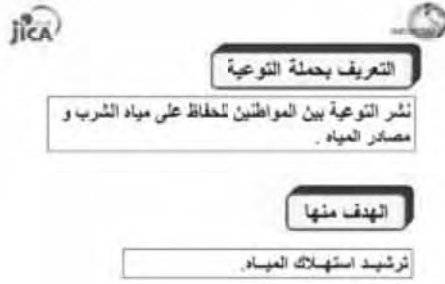 jica
التعريف بحملة التوعية
نشر التوعية بين المواطنين للحفاظ على مياه الشرب و
مصادر المياه .
الهدف منها
ترشيد استهلاك المياه.